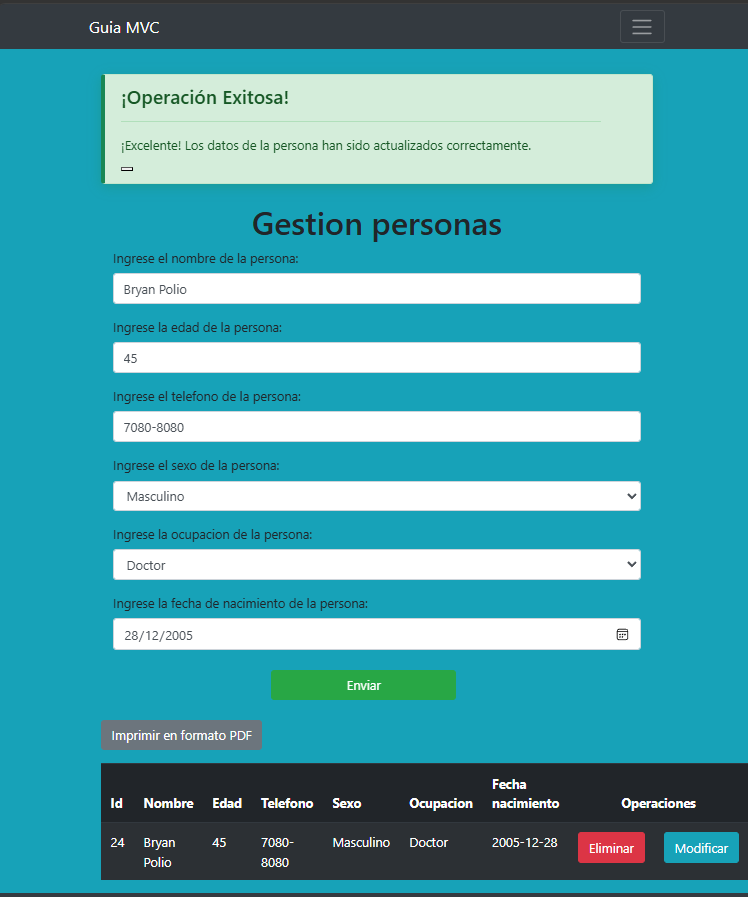 Guia MVC
¡Operación Exitosa!
¡Excelente! Los datos de la persona han sido actualizados correctamente.
Gestion personas
Ingrese el nombre de la persona:
Bryan Polio
Ingrese la edad de la persona:
45
Ingrese el telefono de la persona:
7080-8080
Ingrese el sexo de la persona:
Masculino
Ingrese la ocupacion de la persona:
Doctor
Ingrese la fecha de nacimiento de la persona:
28/12/2005
Enviar
Imprimir en formato PDF
Id Nombre Edad Telefono Sexo Ocupacion Fecha nacimiento Operaciones
24 Bryan Polio 45 7080-8080 Masculino Doctor 2005-12-28 Eliminar Modificar